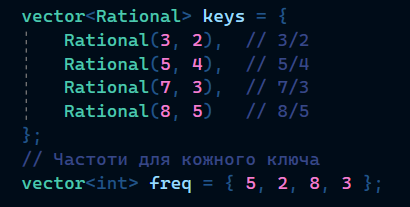 vector<Rational> keys = {
    Rational(3, 2),  // 3/2
    Rational(5, 4),  // 5/4
    Rational(7, 3),  // 7/3
    Rational(8, 5)   // 8/5
};
// Частоти для кожного ключа
vector<int> freq = { 5, 2, 8, 3 };